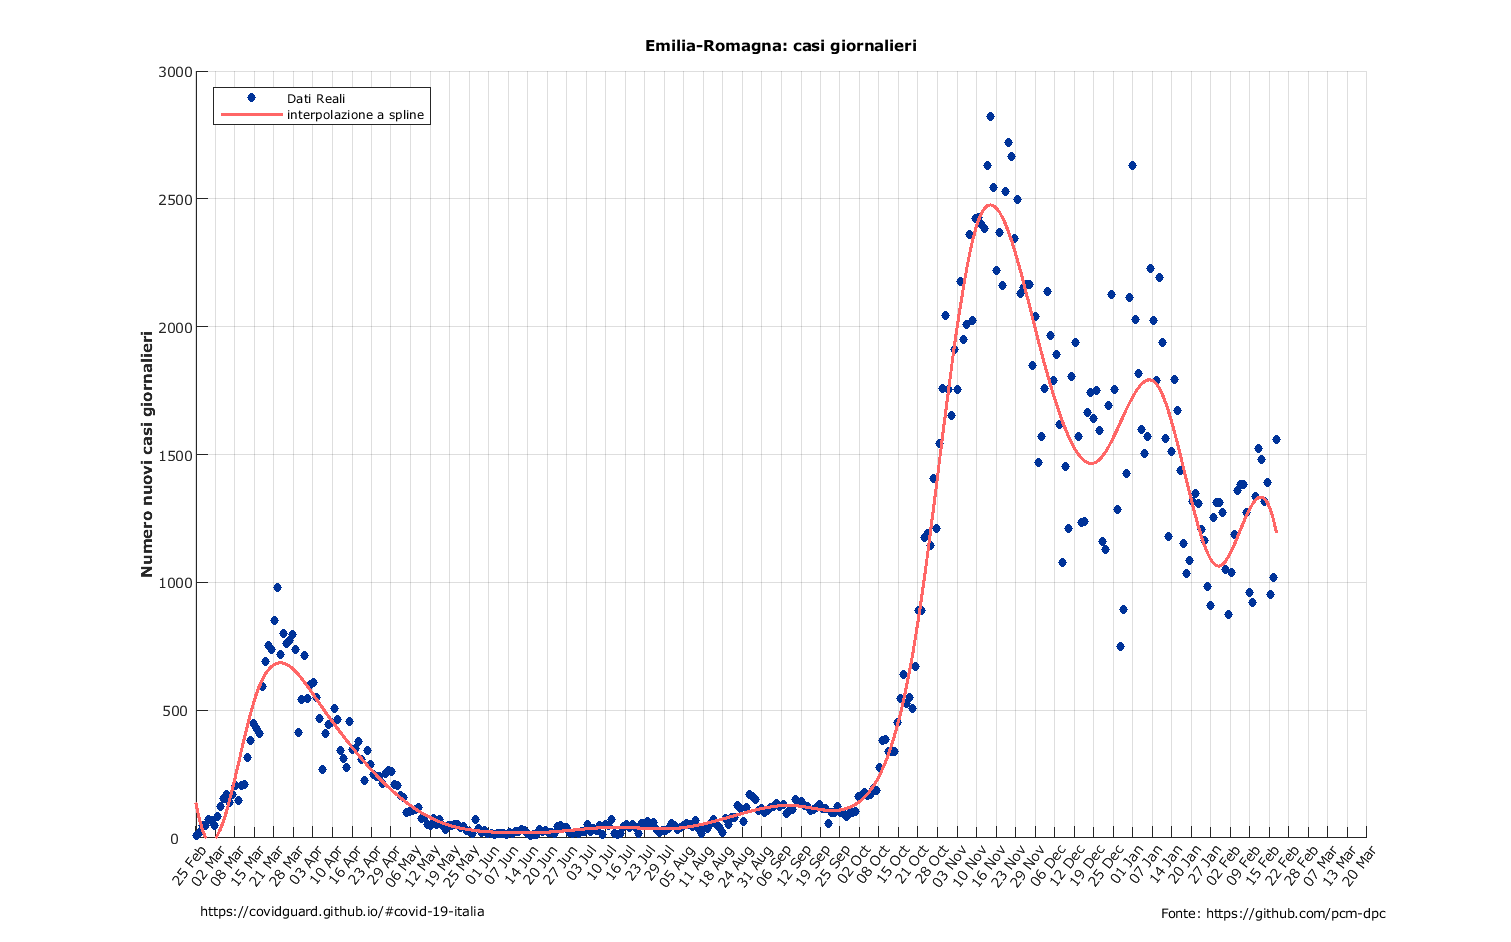 Emilia-Romagna: casi giornalieri
Dati Reali
interpolazione a spline
Numero nuovi casi giornalieri
3000
2500
2000
1500
1000
500
0
25 Feb
02 Mar
08 Mar
15 Mar
21 Mar
28 Mar
03 Apr
10 Apr
16 Apr
23 Apr
29 Apr
06 May
12 May
19 May
25 May
01 Jun
07 Jun
14 Jun
20 Jun
27 Jun
03 Jul
10 Jul
16 Jul
23 Jul
29 Jul
05 Aug
11 Aug
18 Aug
24 Aug
31 Aug
06 Sep
12 Sep
19 Sep
25 Sep
02 Oct
08 Oct
15 Oct
21 Oct
28 Oct
03 Nov
10 Nov
16 Nov
23 Nov
29 Nov
06 Dec
12 Dec
19 Dec
25 Dec
01 Jan
07 Jan
14 Jan
20 Jan
27 Jan
02 Feb
09 Feb
15 Feb
22 Feb
28 Feb
07 Mar
13 Mar
20 Mar
https://covidguard.github.io/#covid-19-italia
Fonte: https://github.com/pcm-dpc